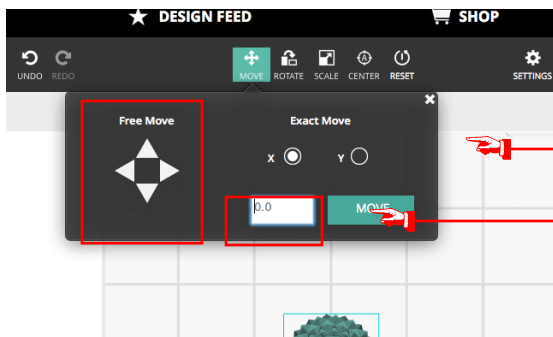 DESIGN FEED SHOP
UNDO REDO MOVE ROTATE SCALE CENTER RESET SETTINGS
Free Move Exact Move
X Y
0.0 MOVE